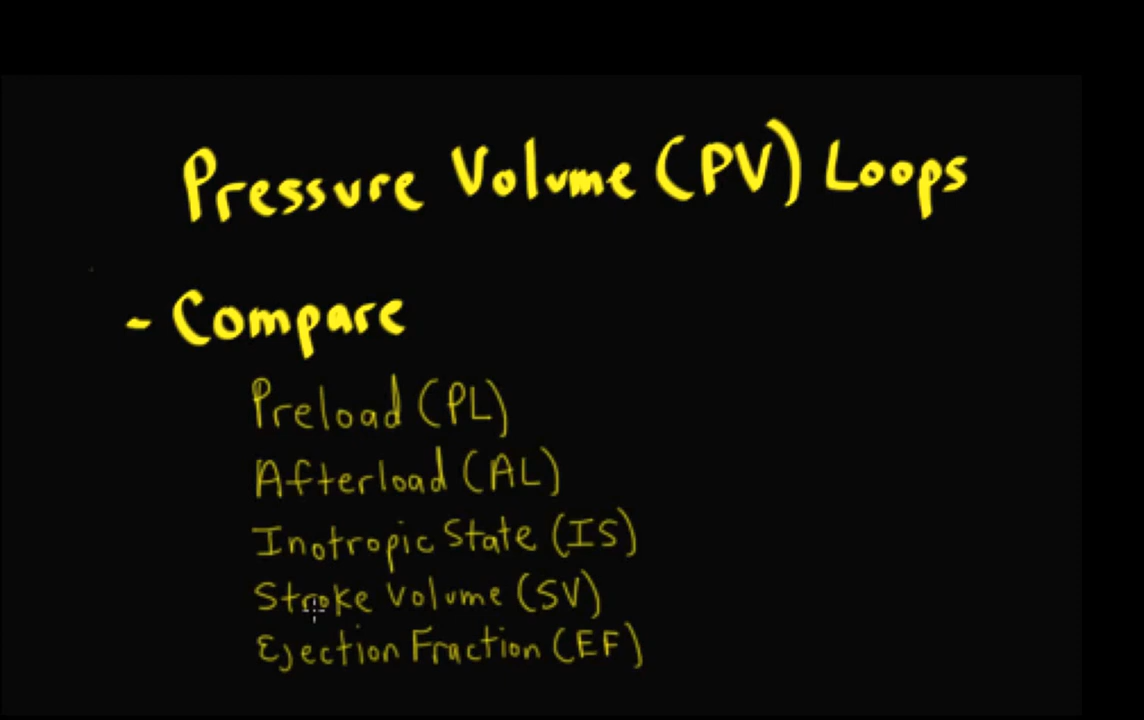 Pressure Volume (PV) Loops
- Compare
Preload (PL)
Afterload (AL)
Inotropic State (IS)
Stroke Volume (SV)
Ejection Fraction (EF)